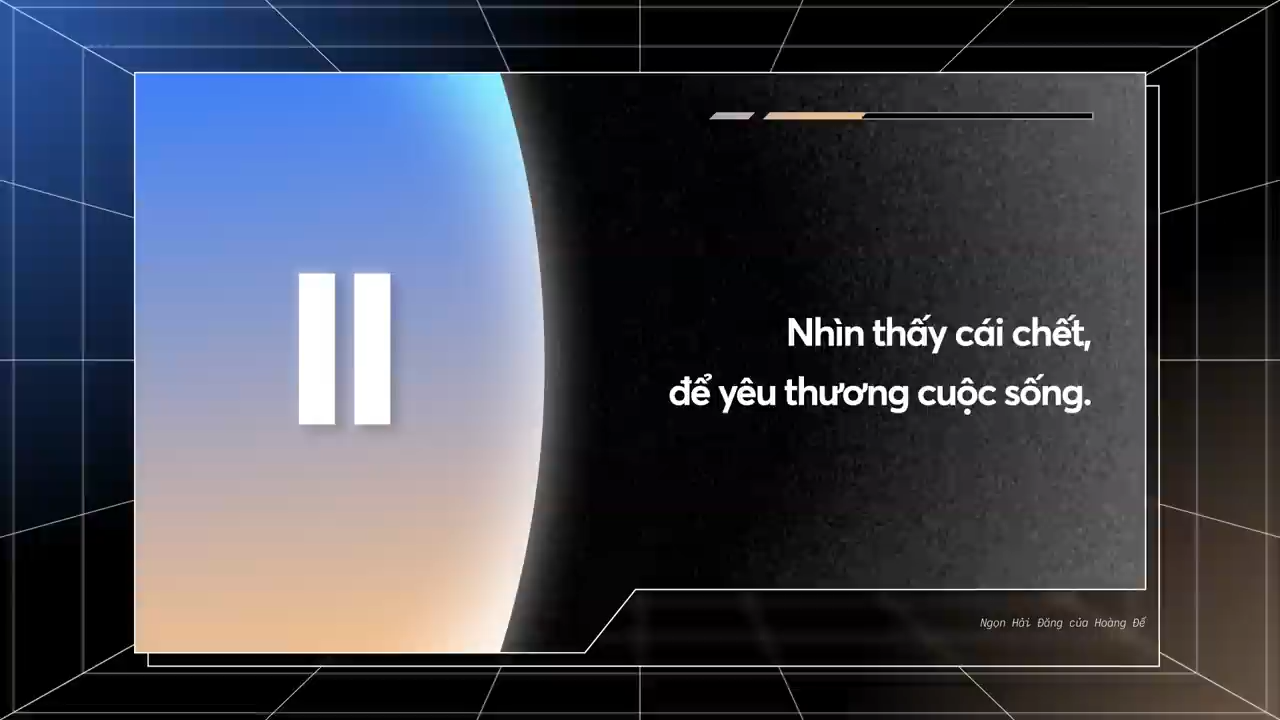 II
Nhìn thấy cái chết,
để yêu thương cuộc sống.
Ngọn Hải Đăng của Hoàng Đế